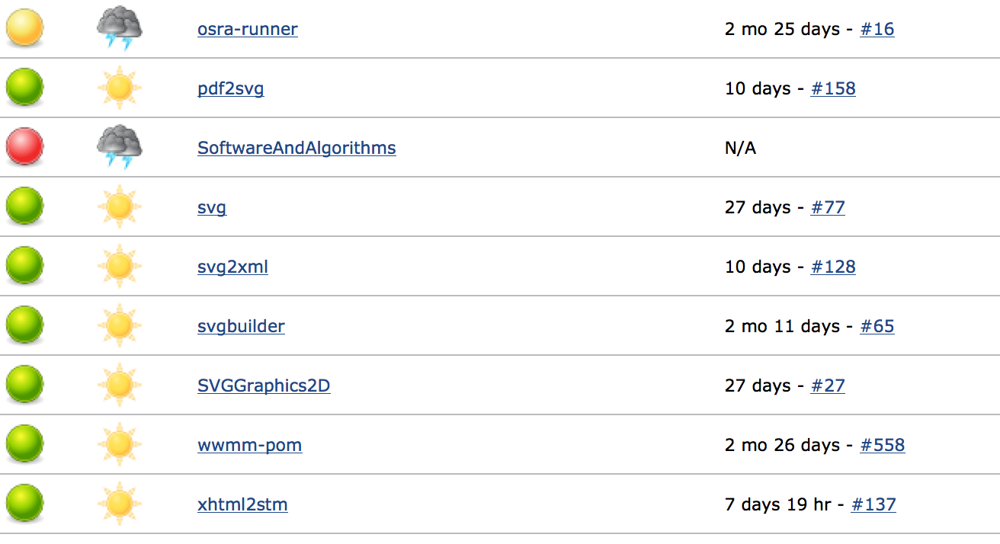 osra-runner 2 mo 25 days - #16
pdf2svg 10 days - #158
SoftwareAndAlgorithms N/A
svg 27 days - #77
svg2xml 10 days - #128
svgbuilder 2 mo 11 days - #65
SVGGraphics2D 27 days - #27
wwmm-pom 2 mo 26 days - #558
xhtml2stm 7 days 19 hr - #137